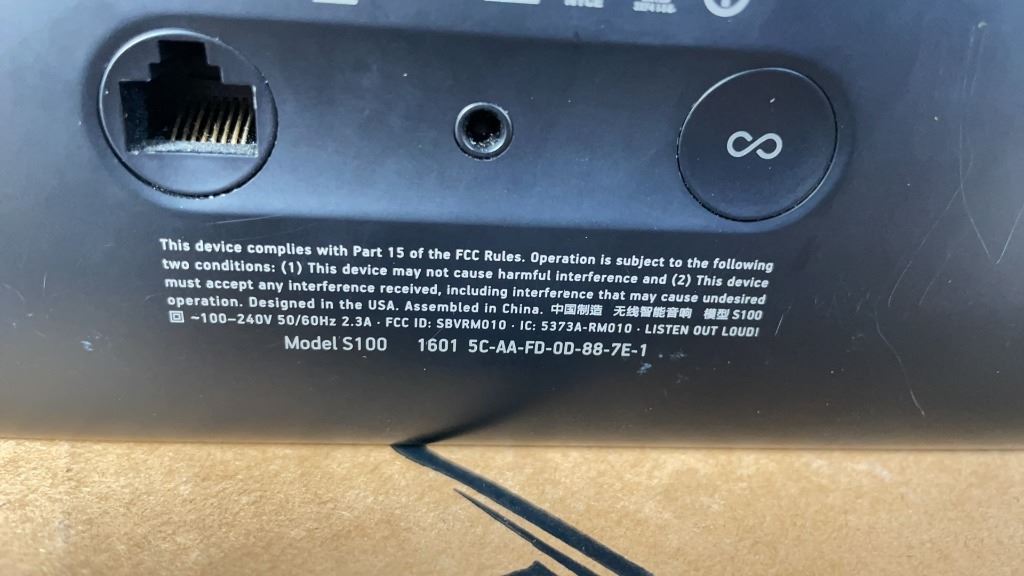 This device complies with Part 15 of the FCC Rules. Operation is subject to the following
two conditions: (1) This device may not cause harmful interference and (2) This device
must accept any interference received, including interference that may cause undesired
operation. Designed in the USA. Assembled in China. 中国制造 无线智能音响 模型 S100
~100–240V 50/60Hz 2.3A · FCC ID: SBVRM010 · IC: 5373A-RM010 · LISTEN OUT LOUD!
Model S100 1601 5C-AA-FD-0D-88-7E-1